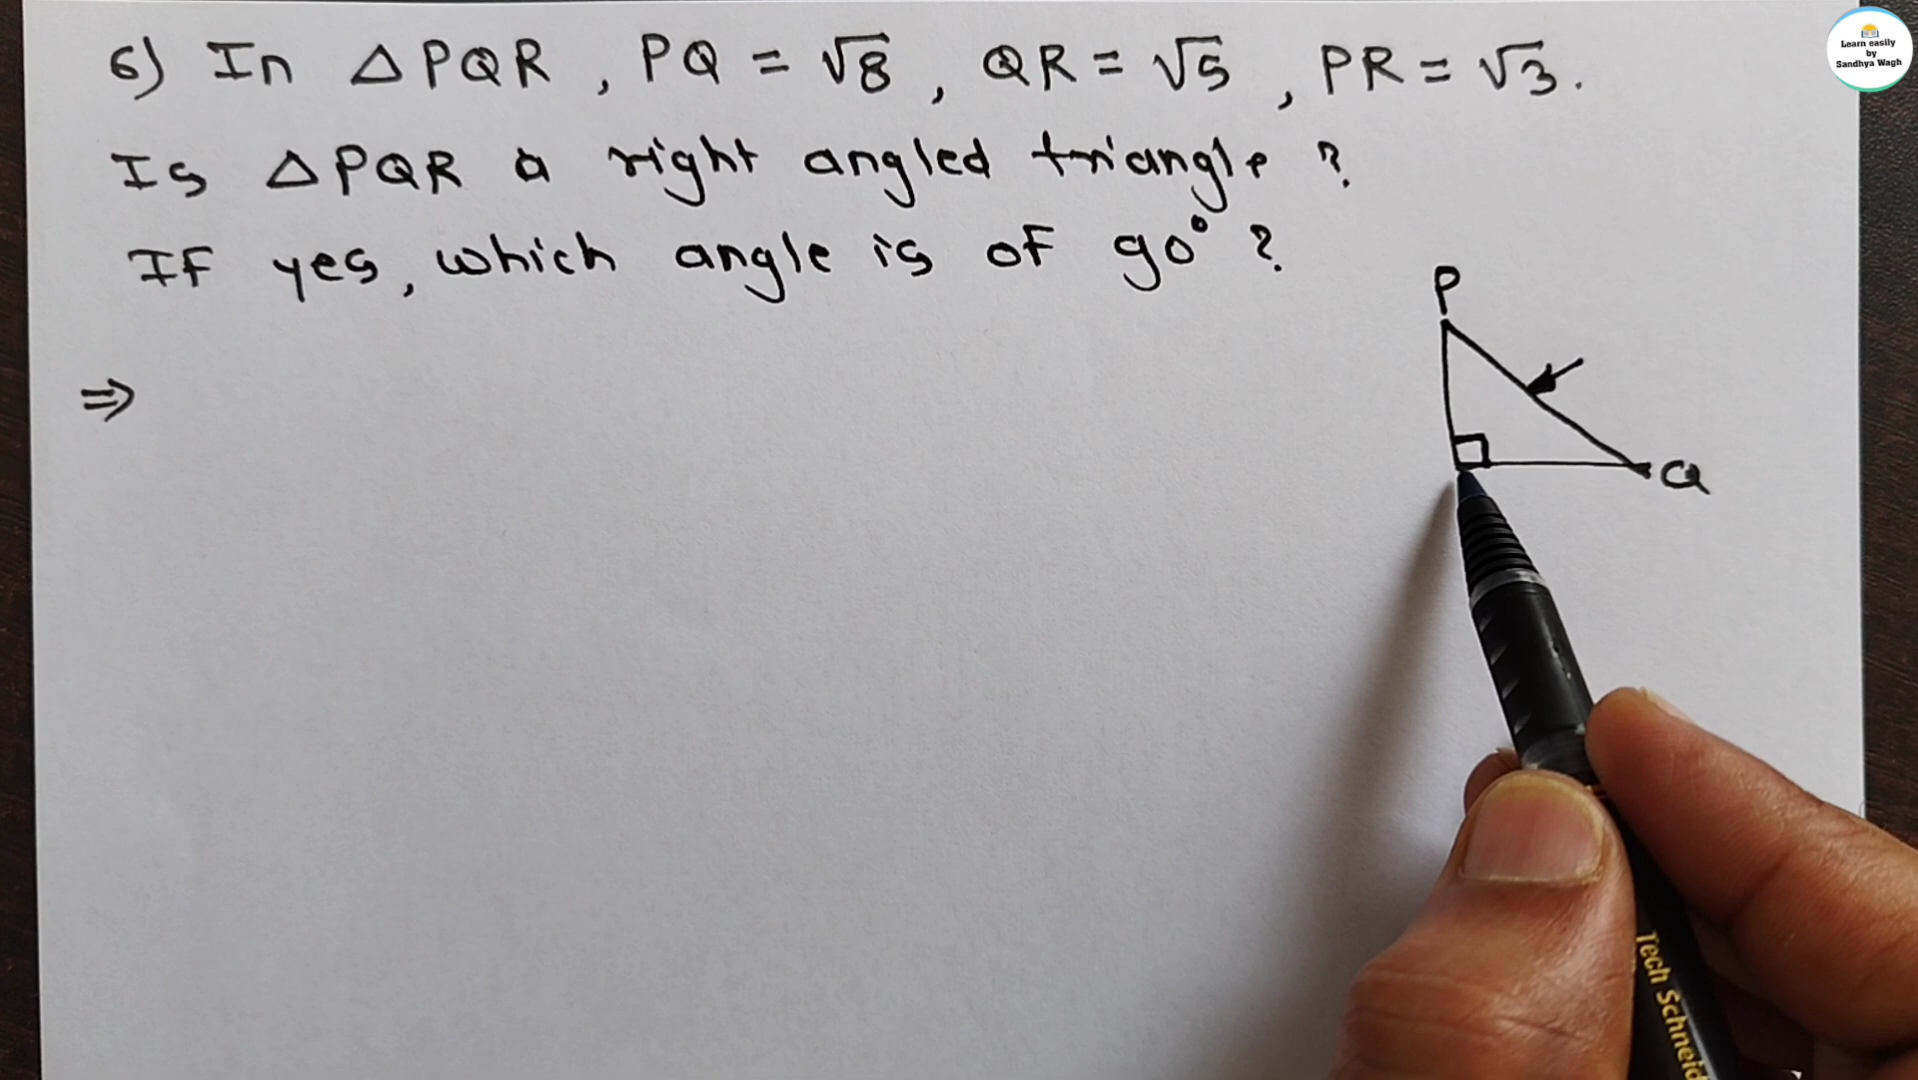 6) In △PQR, PQ = √8, QR = √5, PR = √3.
Is △PQR a right angled triangle ?
If yes, which angle is of 90° ?
⇒
P
Q
Learn easily
by
Sandhya Wagh
Tech Schneid